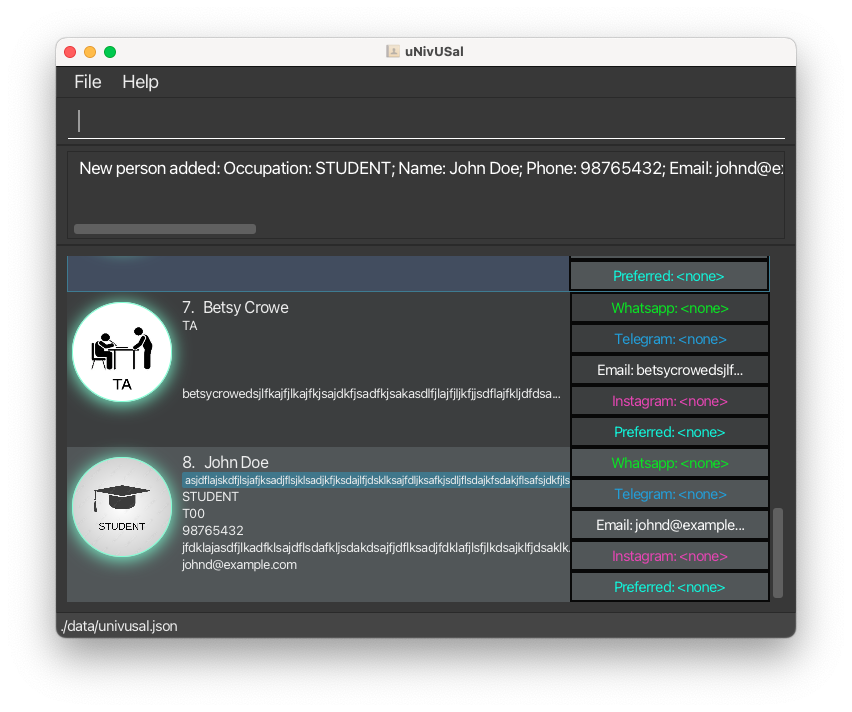 uNivUSal
File Help
New person added: Occupation: STUDENT; Name: John Doe; Phone: 98765432; Email: johnd@e
Preferred: <none>
7. Betsy Crowe
TA
TA
betsycrowedsjlfkajfjlkajfkjsajdkfjsadfkjsakasdlfjlajfjljkfjjsdflajfkljdfdsa...
Whatsapp: <none>
Telegram: <none>
Email: betsycrowedsjlf...
Instagram: <none>
Preferred: <none>
8. John Doe
STUDENT
STUDENT
T00
98765432
johnd@example.com
Whatsapp: <none>
Telegram: <none>
Email: johnd@example...
Instagram: <none>
Preferred: <none>
./data/univusal.json